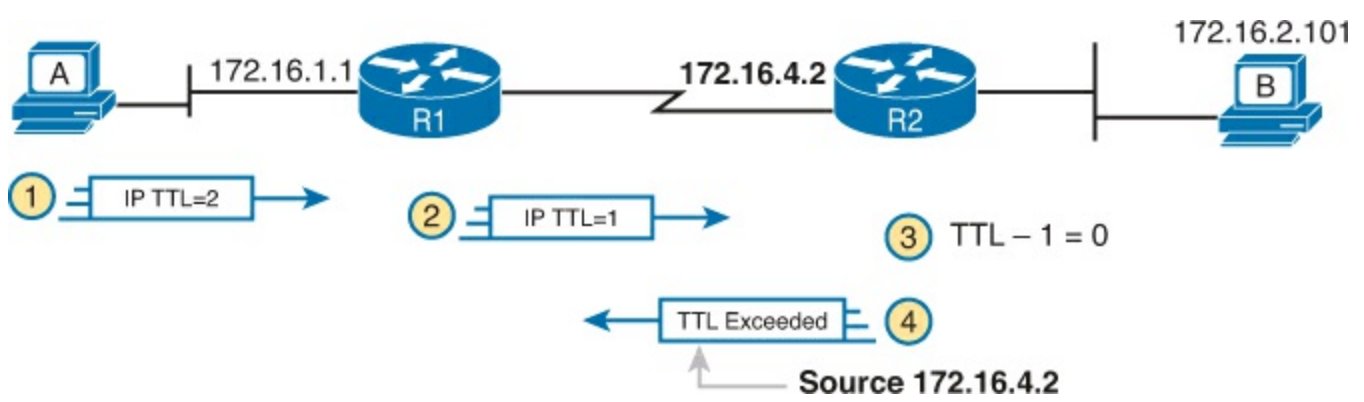 172.16.2.101
A
172.16.1.1
172.16.4.2
B
R1
R2
1
IP TTL=2
2
IP TTL=1
3
TTL – 1 = 0
TTL Exceeded
4
Source 172.16.4.2